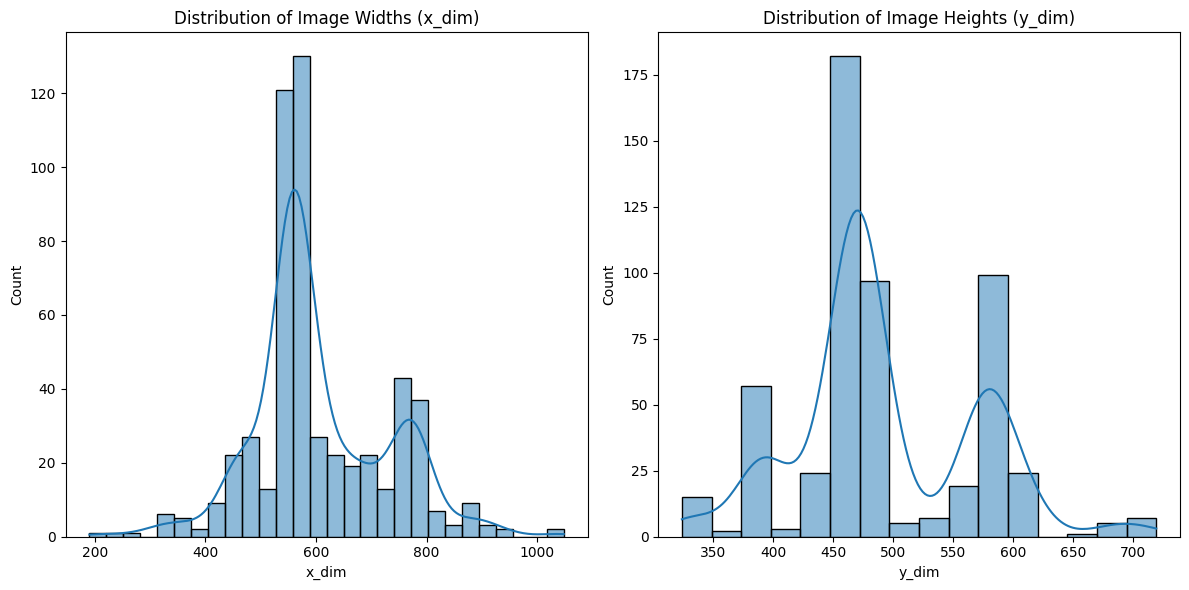 Distribution of Image Widths (x_dim)
Count
120
100
80
60
40
20
0
200 400 600 800 1000
x_dim
Distribution of Image Heights (y_dim)
Count
175
150
125
100
75
50
25
0
350 400 450 500 550 600 650 700
y_dim